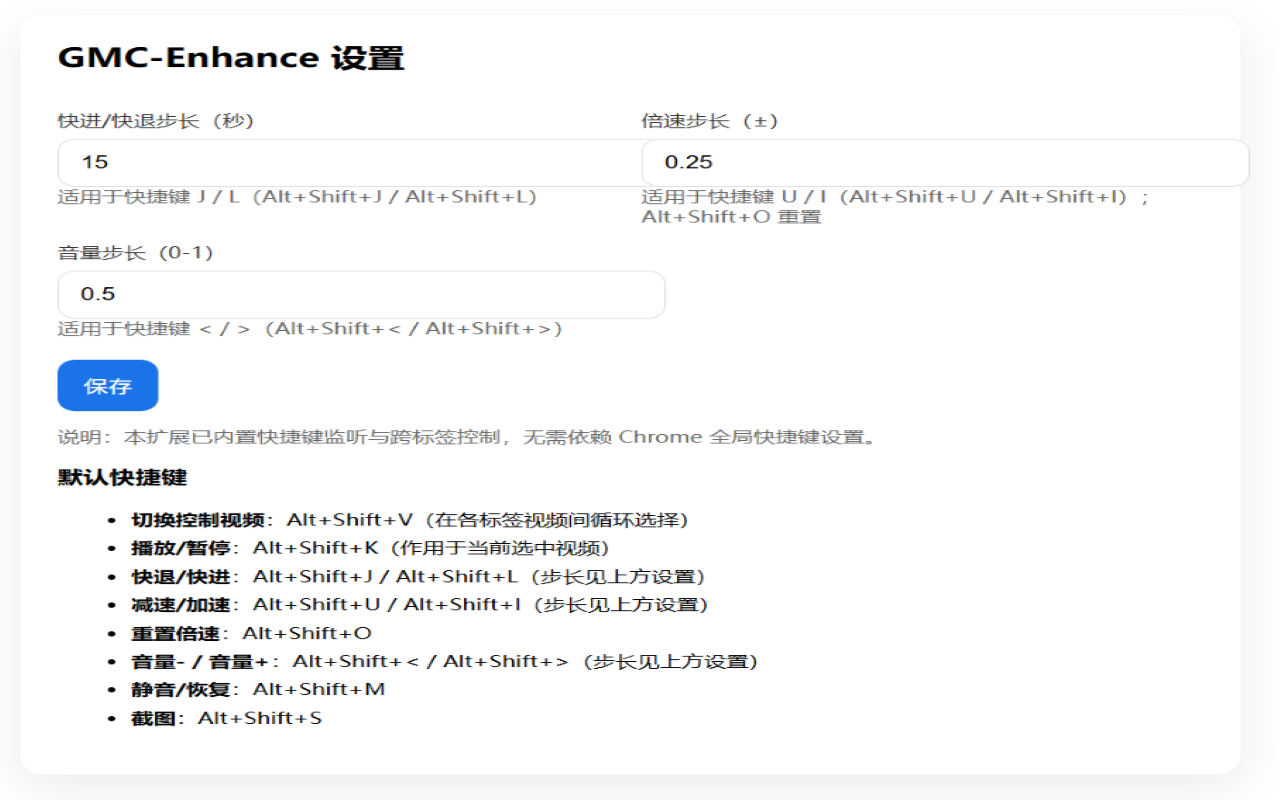 GMC-Enhance 设置
快进/快退步长（秒）
15
适用于快捷键 J / L（Alt+Shift+J / Alt+Shift+L）
倍速步长（±）
0.25
适用于快捷键 U / I（Alt+Shift+U / Alt+Shift+I）；
Alt+Shift+O 重置
音量步长（0-1）
0.5
适用于快捷键 < / >（Alt+Shift+< / Alt+Shift+>）
保存
说明：本扩展已内置快捷键监听与跨标签控制，无需依赖 Chrome 全局快捷键设置。
默认快捷键
• 切换控制视频：Alt+Shift+V（在各标签视频间循环选择）
• 播放/暂停：Alt+Shift+K（作用于当前选中视频）
• 快退/快进：Alt+Shift+J / Alt+Shift+L（步长见上方设置）
• 减速/加速：Alt+Shift+U / Alt+Shift+I（步长见上方设置）
• 重置倍速：Alt+Shift+O
• 音量- / 音量+：Alt+Shift+< / Alt+Shift+>（步长见上方设置）
• 静音/恢复：Alt+Shift+M
• 截图：Alt+Shift+S